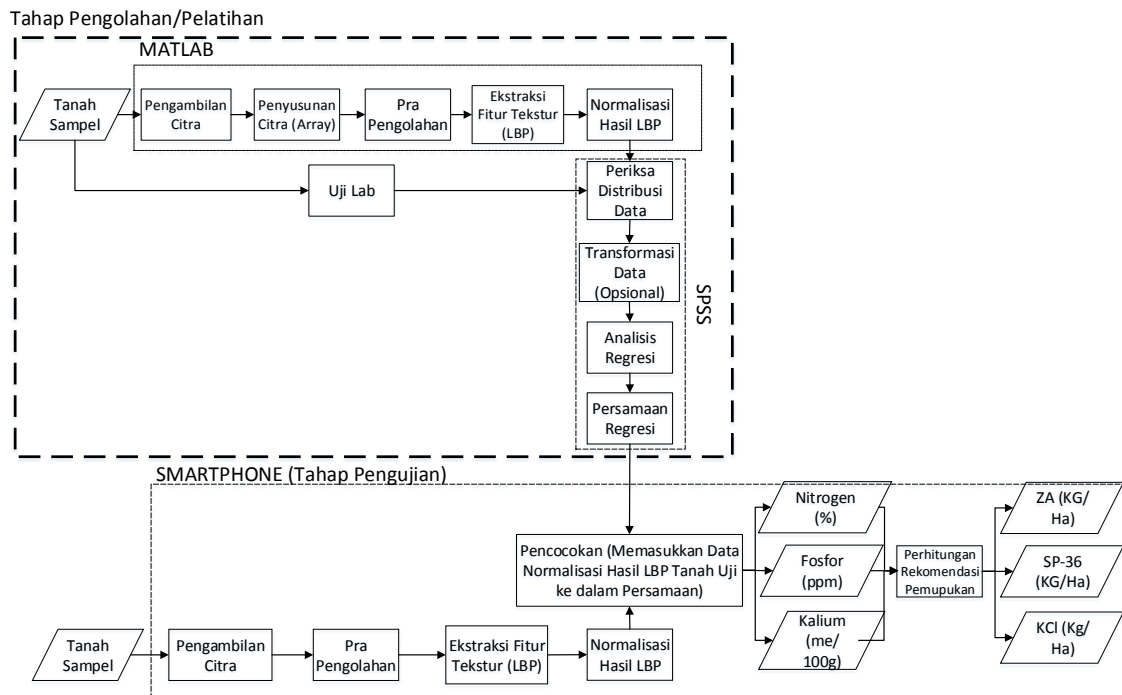 Tahap Pengolahan/Pelatihan
MATLAB
Tanah
Sampel
Pengambilan
Citra
Penyusunan
Citra (Array)
Pra
Pengolahan
Ekstraksi
Fitur Tekstur
(LBP)
Normalisasi
Hasil LBP
Uji Lab
Periksa
Distribusi
Data
Transformasi
Data
(Opsional)
SPSS
Analisis
Regresi
Persamaan
Regresi
SMARTPHONE (Tahap Pengujian)
Tanah
Sampel
Pengambilan
Citra
Pra
Pengolahan
Ekstraksi Fitur
Tekstur (LBP)
Normalisasi
Hasil LBP
Pencocokan (Memasukkan Data
Normalisasi Hasil LBP Tanah Uji
ke dalam Persamaan)
Nitrogen
(%)
Fosfor
(ppm)
Kalium
(me/
100g)
Perhitungan
Rekomendasi
Pemupukan
ZA (KG/
Ha)
SP-36
(KG/Ha)
KCl (Kg/
Ha)